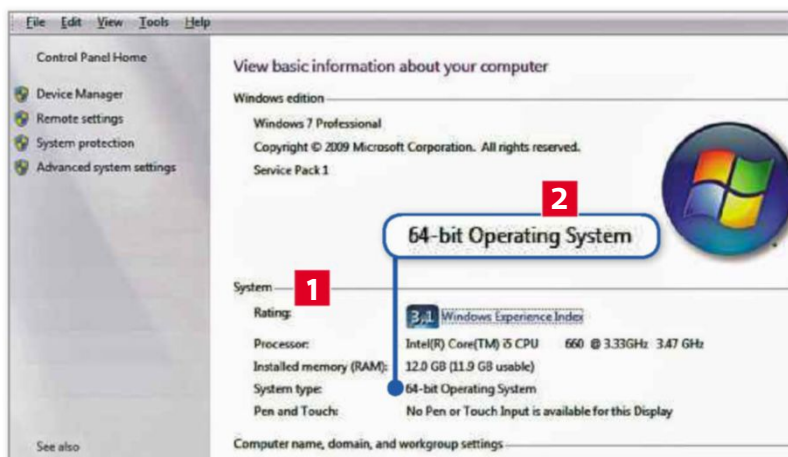 File Edit View Tools Help
Control Panel Home
Device Manager
Remote settings
System protection
Advanced system settings
See also
View basic information about your computer
Windows edition
Windows 7 Professional
Copyright © 2009 Microsoft Corporation. All rights reserved.
Service Pack 1
2
64-bit Operating System
System
1
Rating: 3,1 Windows Experience Index
Processor: Intel(R) Core(TM) i5 CPU 660 @ 3.33GHz 3.47 GHz
Installed memory (RAM): 12.0 GB (11.9 GB usable)
System type: 64-bit Operating System
Pen and Touch: No Pen or Touch Input is available for this Display
Computer name, domain, and workgroup settings